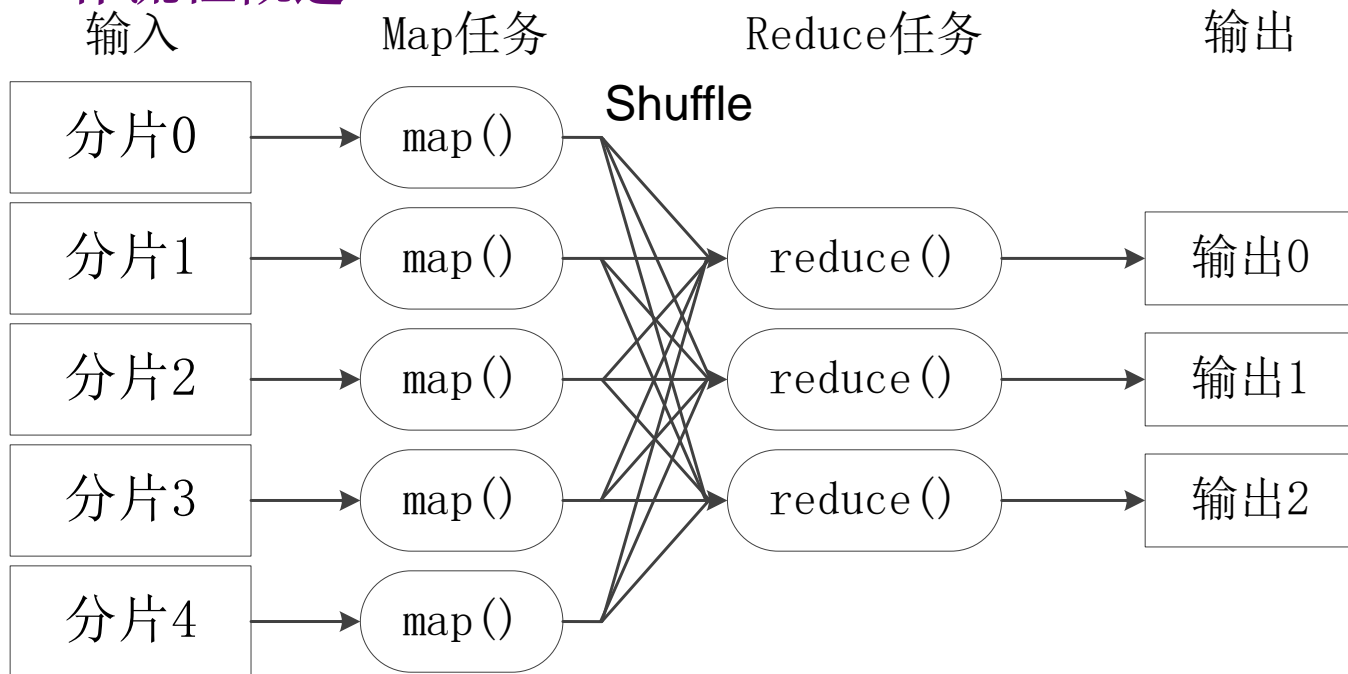 输入 Map任务 Reduce任务 输出
Shuffle
分片0 map()
分片1 map() reduce() 输出0
分片2 map() reduce() 输出1
分片3 map() reduce() 输出2
分片4 map()